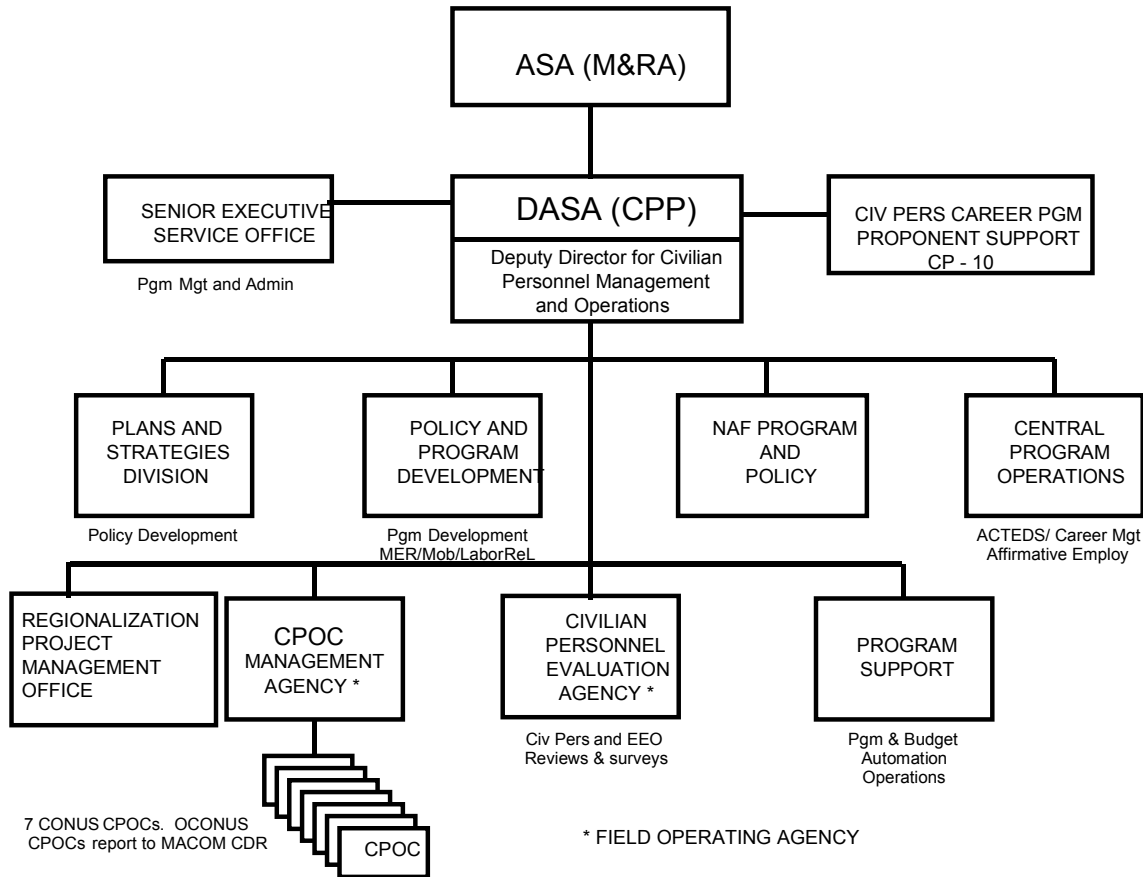 ASA (M&RA)
SENIOR EXECUTIVE
SERVICE OFFICE
Pgm Mgt and Admin
DASA (CPP)
Deputy Director for Civilian
Personnel Management
and Operations
CIV PERS CAREER PGM
PROPONENT SUPPORT
CP - 10
PLANS AND
STRATEGIES
DIVISION
Policy Development
POLICY AND
PROGRAM
DEVELOPMENT
Pgm Development
MER/Mob/LaborReL
NAF PROGRAM
AND
POLICY
CENTRAL
PROGRAM
OPERATIONS
ACTEDS/ Career Mgt
Affirmative Employ
REGIONALIZATION
PROJECT
MANAGEMENT
OFFICE
CPOC
MANAGEMENT
AGENCY *
CIVILIAN
PERSONNEL
EVALUATION
AGENCY *
Civ Pers and EEO
Reviews & surveys
PROGRAM
SUPPORT
Pgm & Budget
Automation
Operations
7 CONUS CPOCs. OCONUS
CPOCs report to MACOM CDR
CPOC
* FIELD OPERATING AGENCY